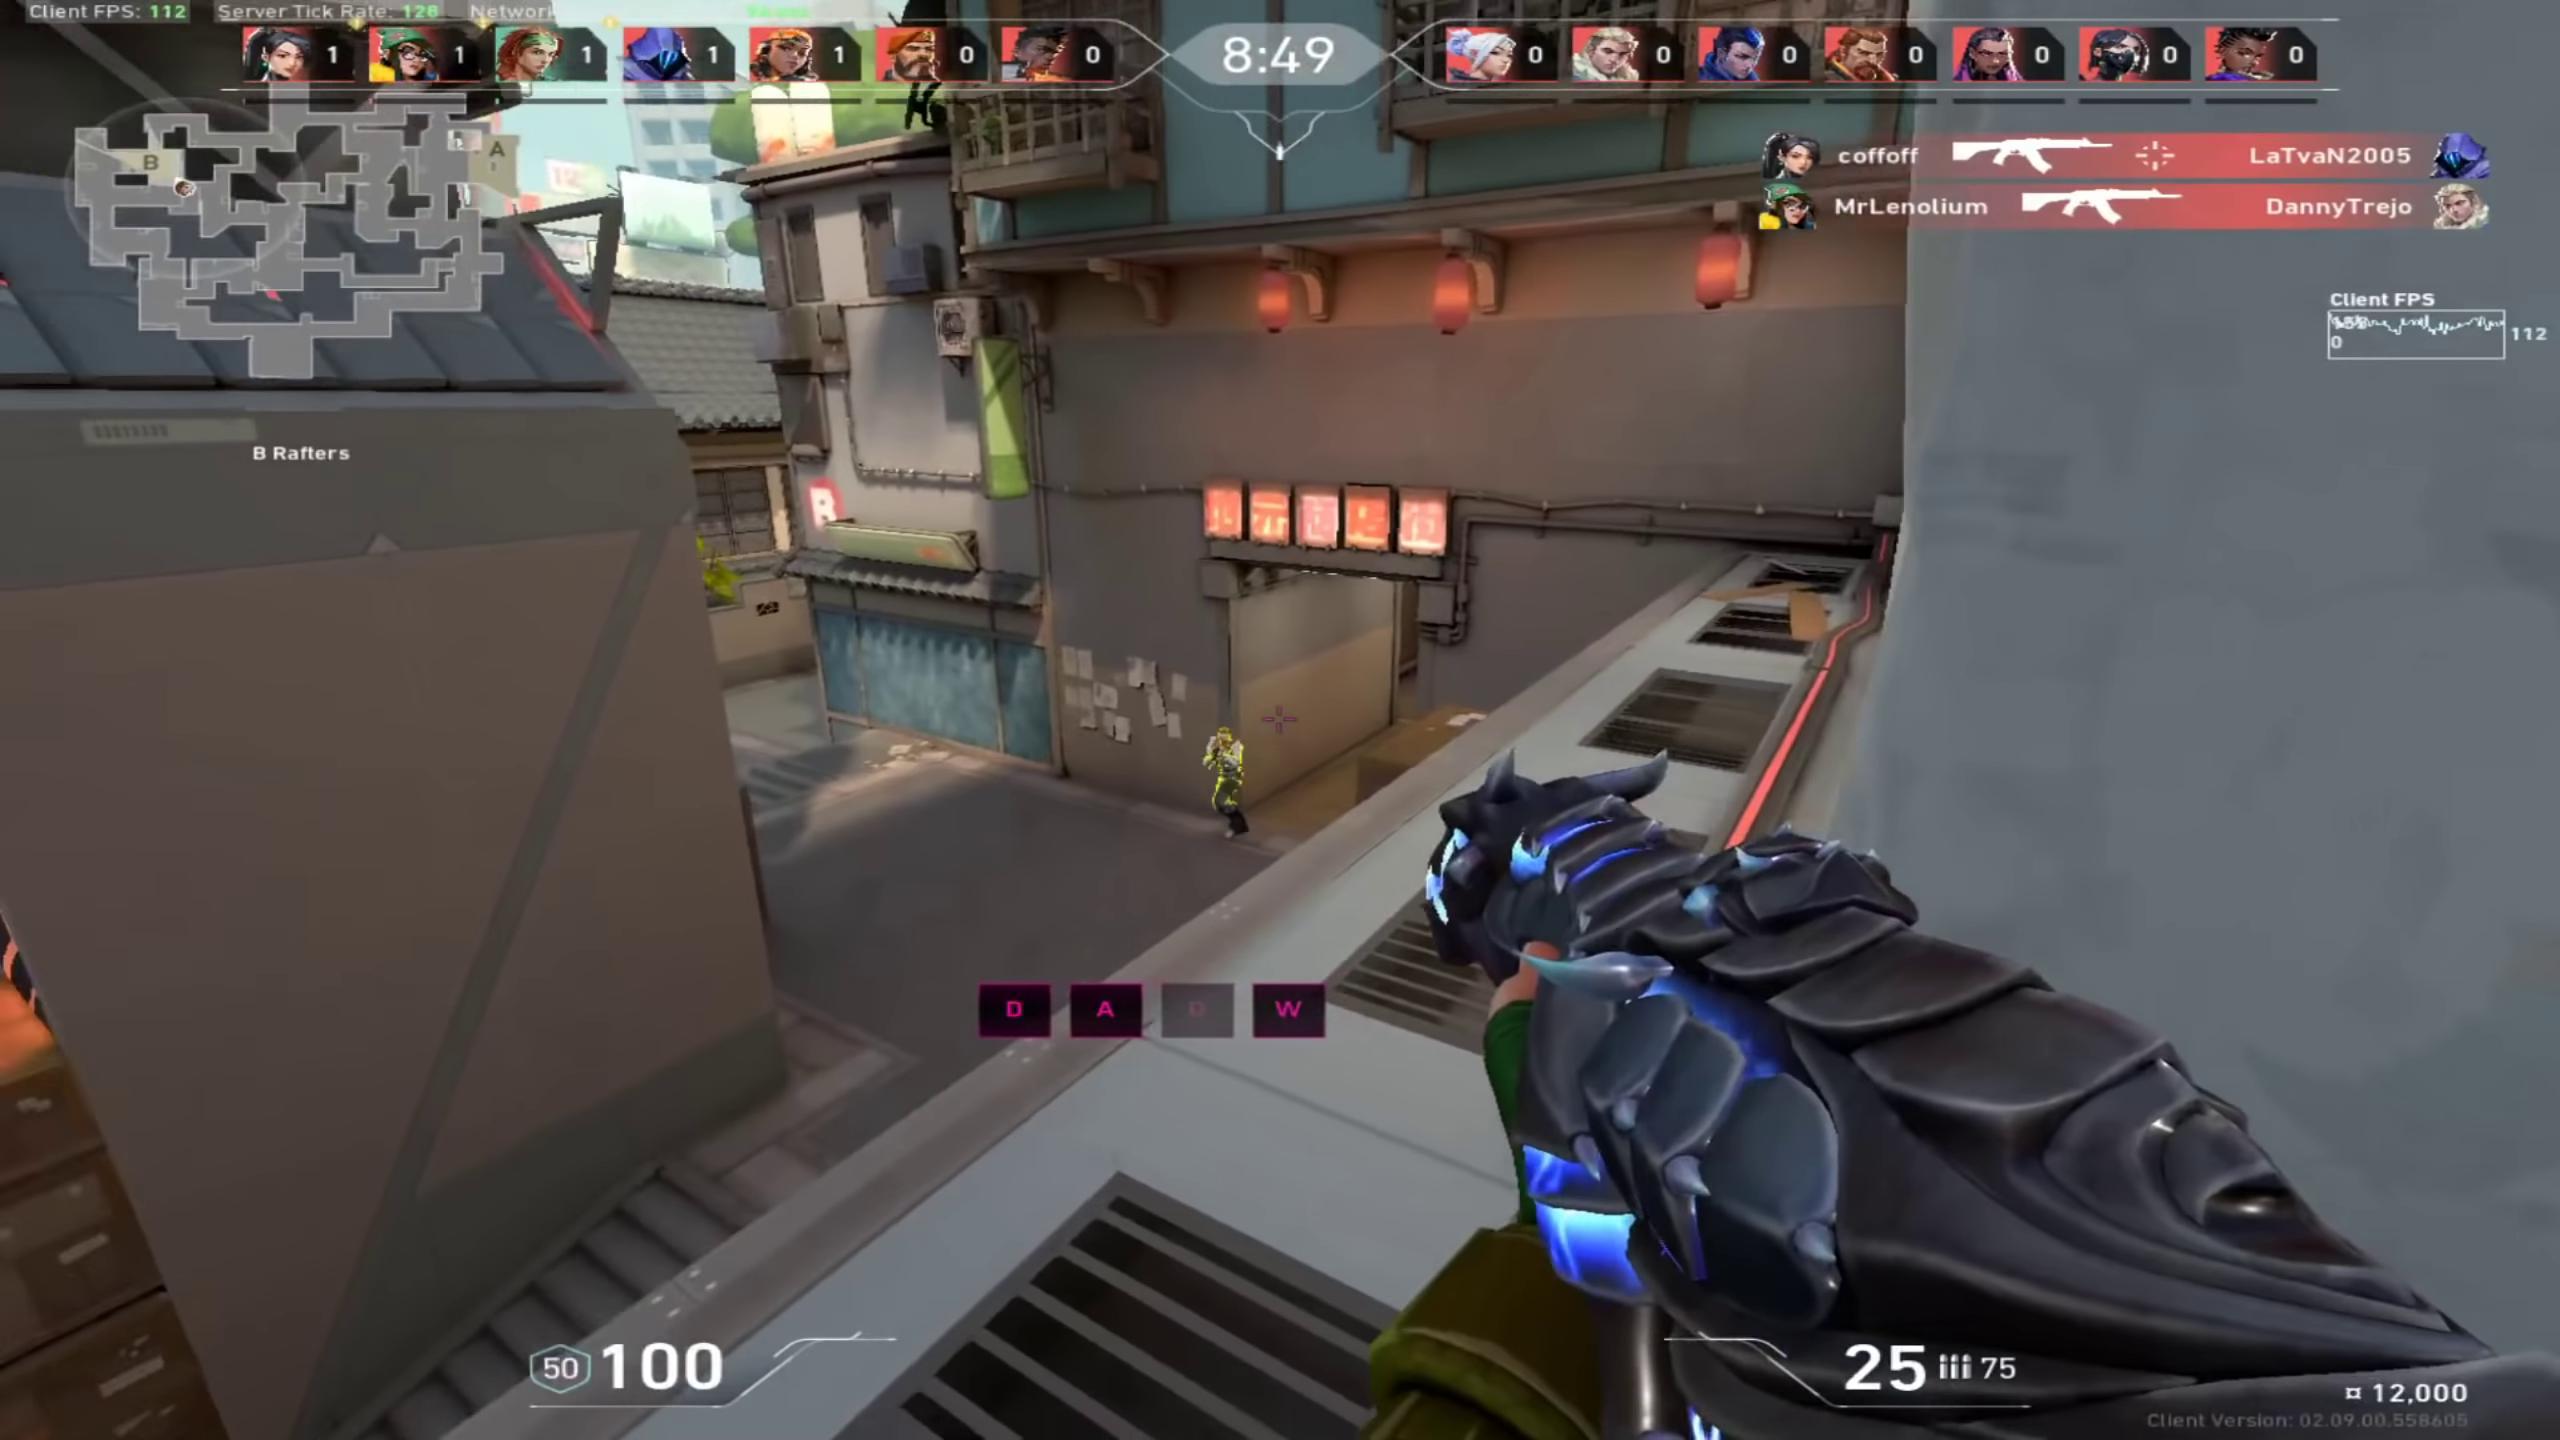 Client FPS: 112 Server Tick Rate: 128 Network
1 1 1 1 1 0 0
8:49
0 0 0 0 0 0 0
coffoff LaTvaN2005
MrLenolium DannyTrejo
B
A
Client FPS
0
112
B Rafters
B
D A D W
50 100
25 75
12,000
Client Version: 02.09.00.558605